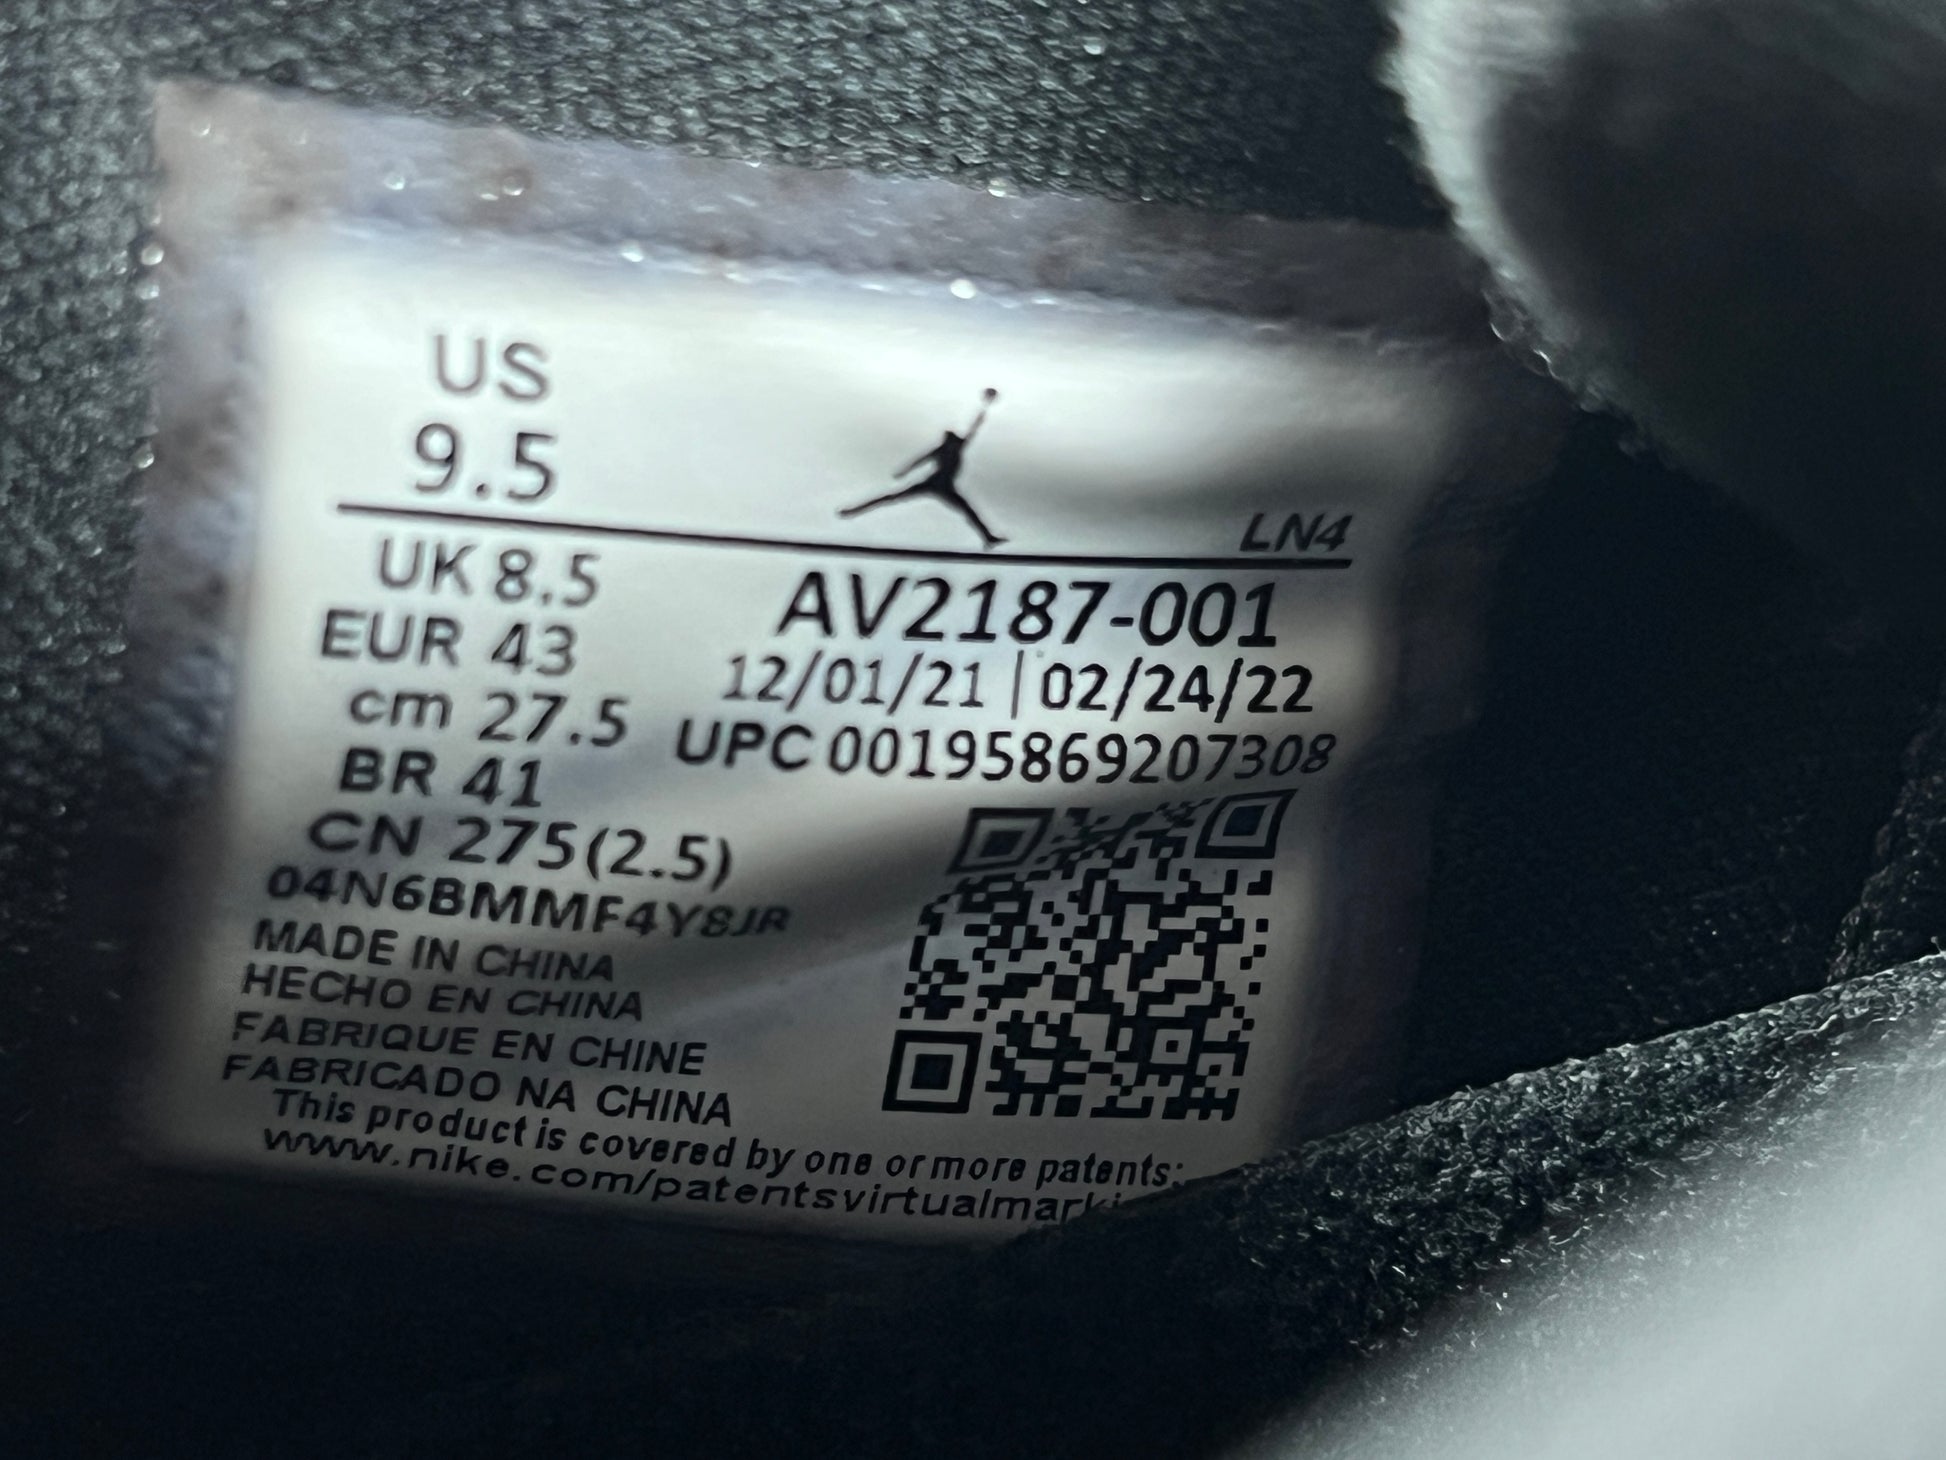 US
9.5
LN4
UK 8.5
EUR 43
cm 27.5
BR 41
CN 275(2.5)
AV2187-001
12/01/21 | 02/24/22
UPC 00195869207308
04N6BMMF4Y8JR
MADE IN CHINA
HECHO EN CHINA
FABRIQUE EN CHINE
FABRICADO NA CHINA
This product is covered by one or more patents:
www.nike.com/patentsvirtualmarki